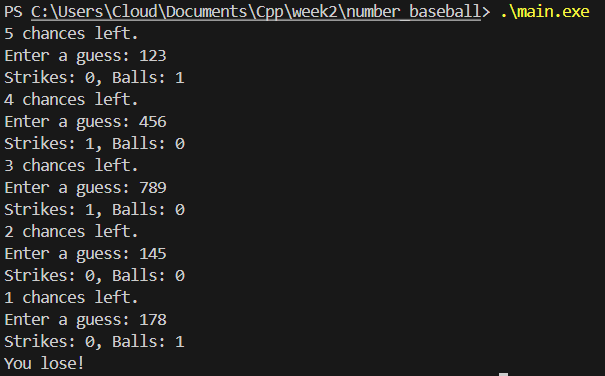 PS C:\Users\Cloud\Documents\Cpp\week2\number_baseball> .\main.exe
5 chances left.
Enter a guess: 123
Strikes: 0, Balls: 1
4 chances left.
Enter a guess: 456
Strikes: 1, Balls: 0
3 chances left.
Enter a guess: 789
Strikes: 1, Balls: 0
2 chances left.
Enter a guess: 145
Strikes: 0, Balls: 0
1 chances left.
Enter a guess: 178
Strikes: 0, Balls: 1
You lose!